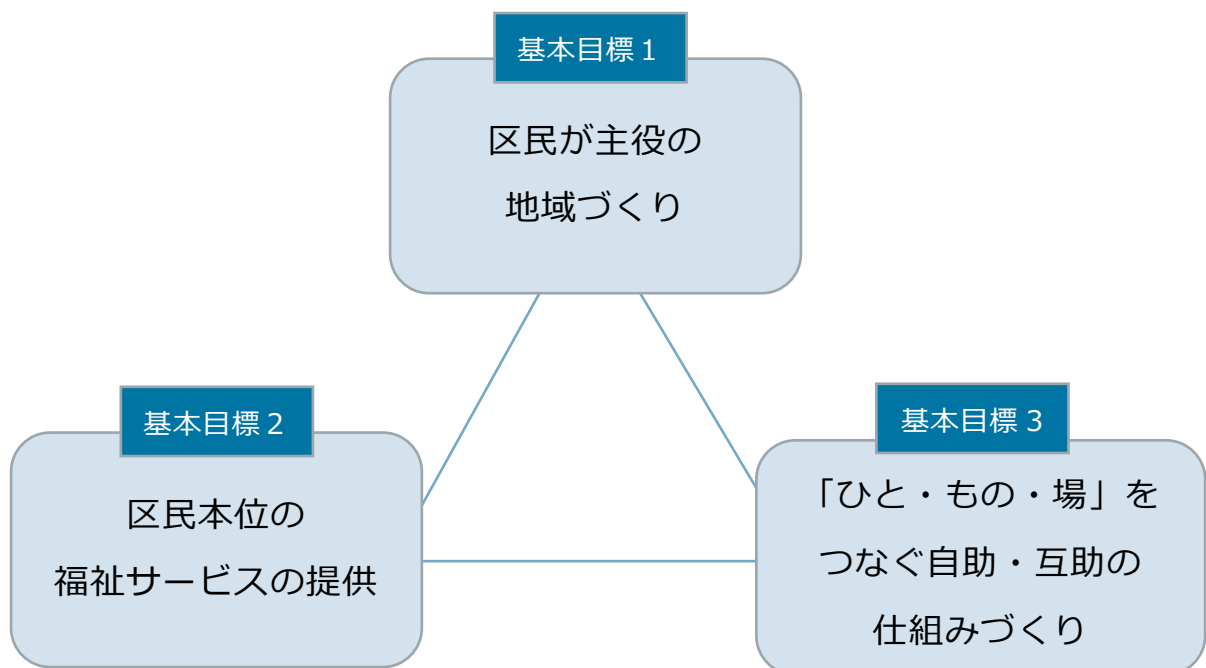 基本目標１
区民が主役の
地域づくり
基本目標２
区民本位の
福祉サービスの提供
基本目標３
「ひと・もの・場」を
つなぐ自助・互助の
仕組みづくり